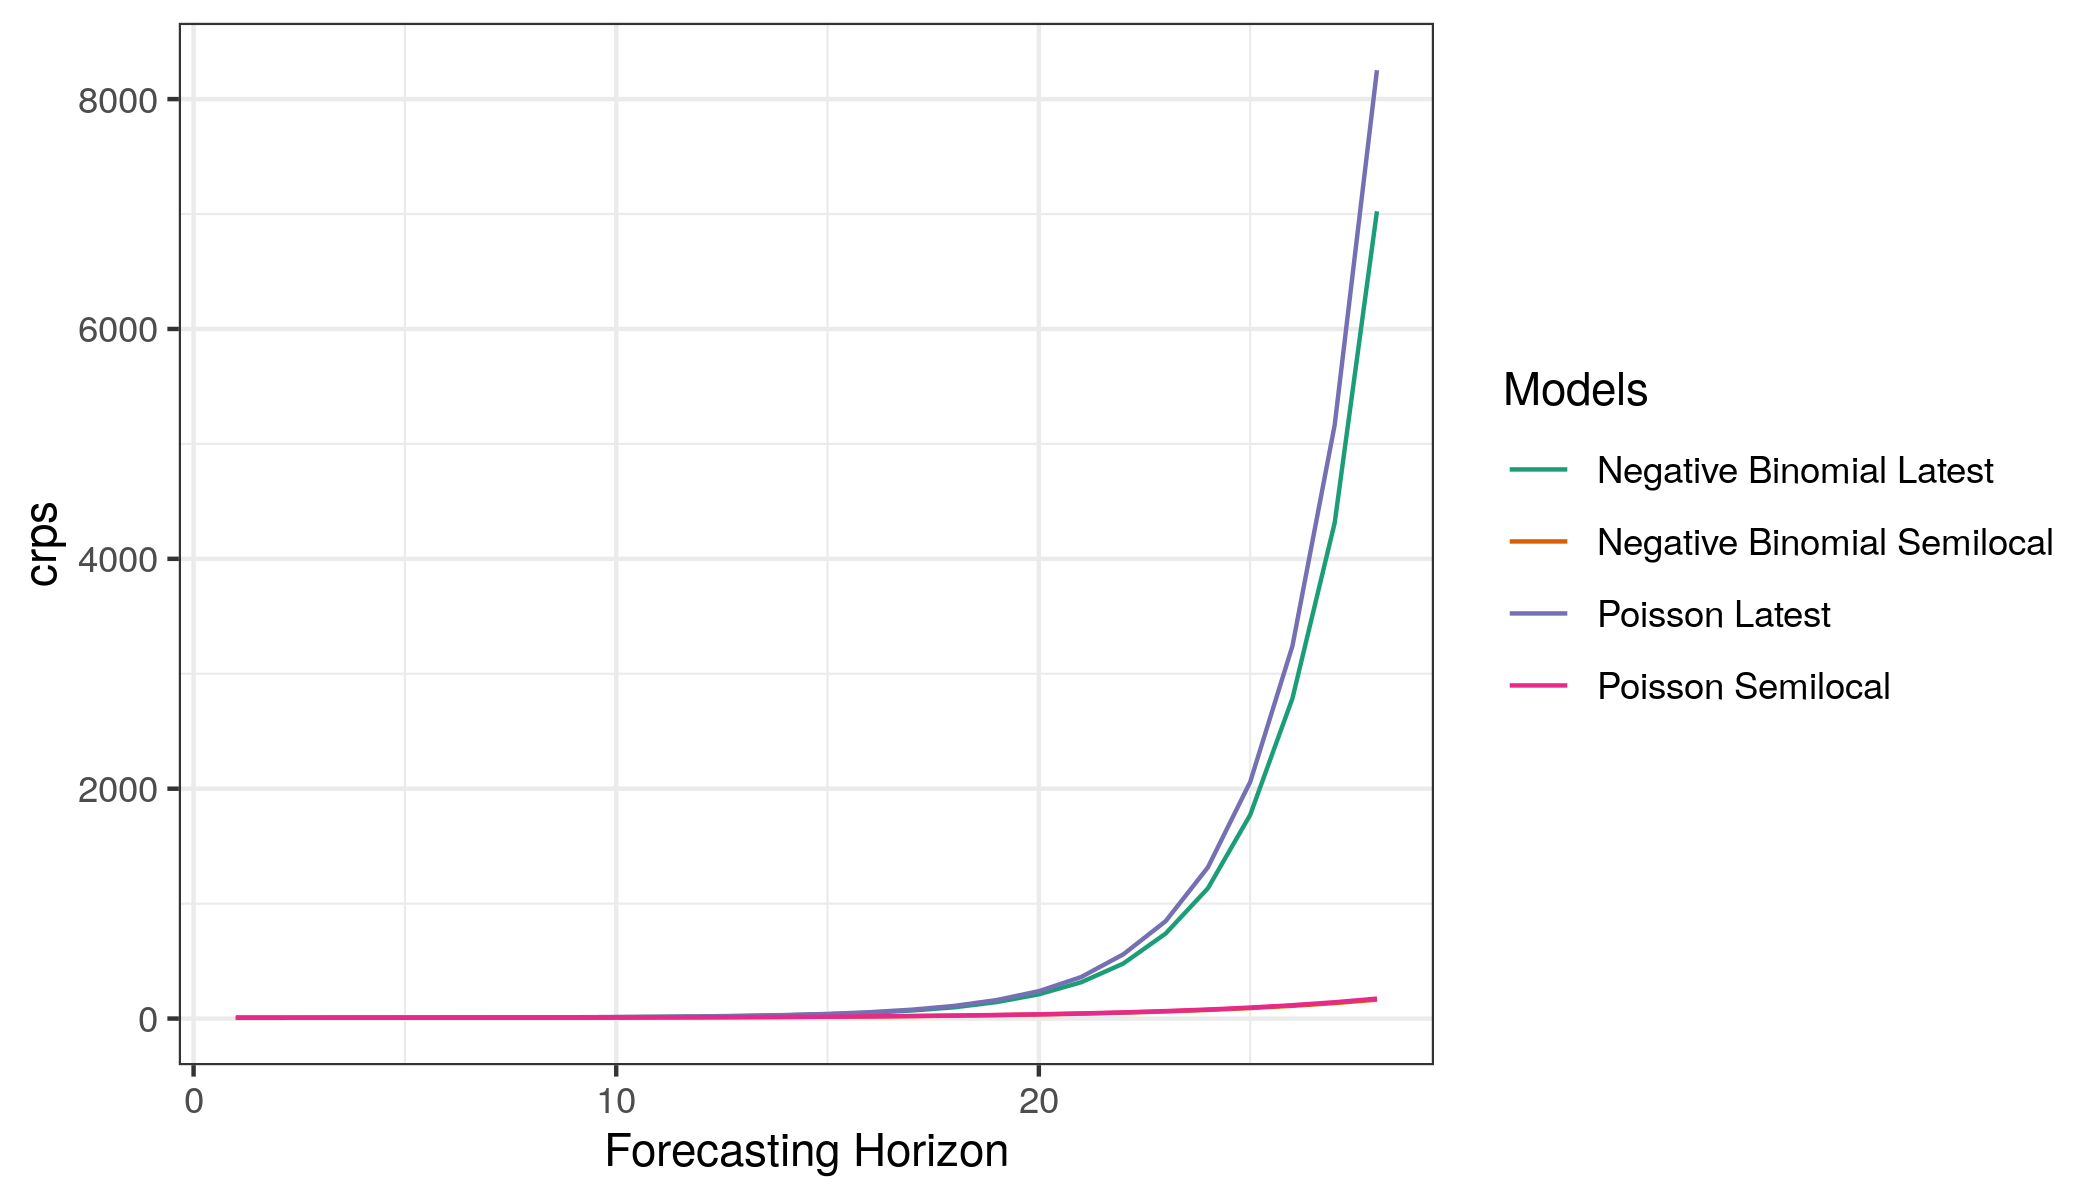 8000
6000
4000
2000
0
crps
0
10
20
Forecasting Horizon
Models
Negative Binomial Latest
Negative Binomial Semilocal
Poisson Latest
Poisson Semilocal